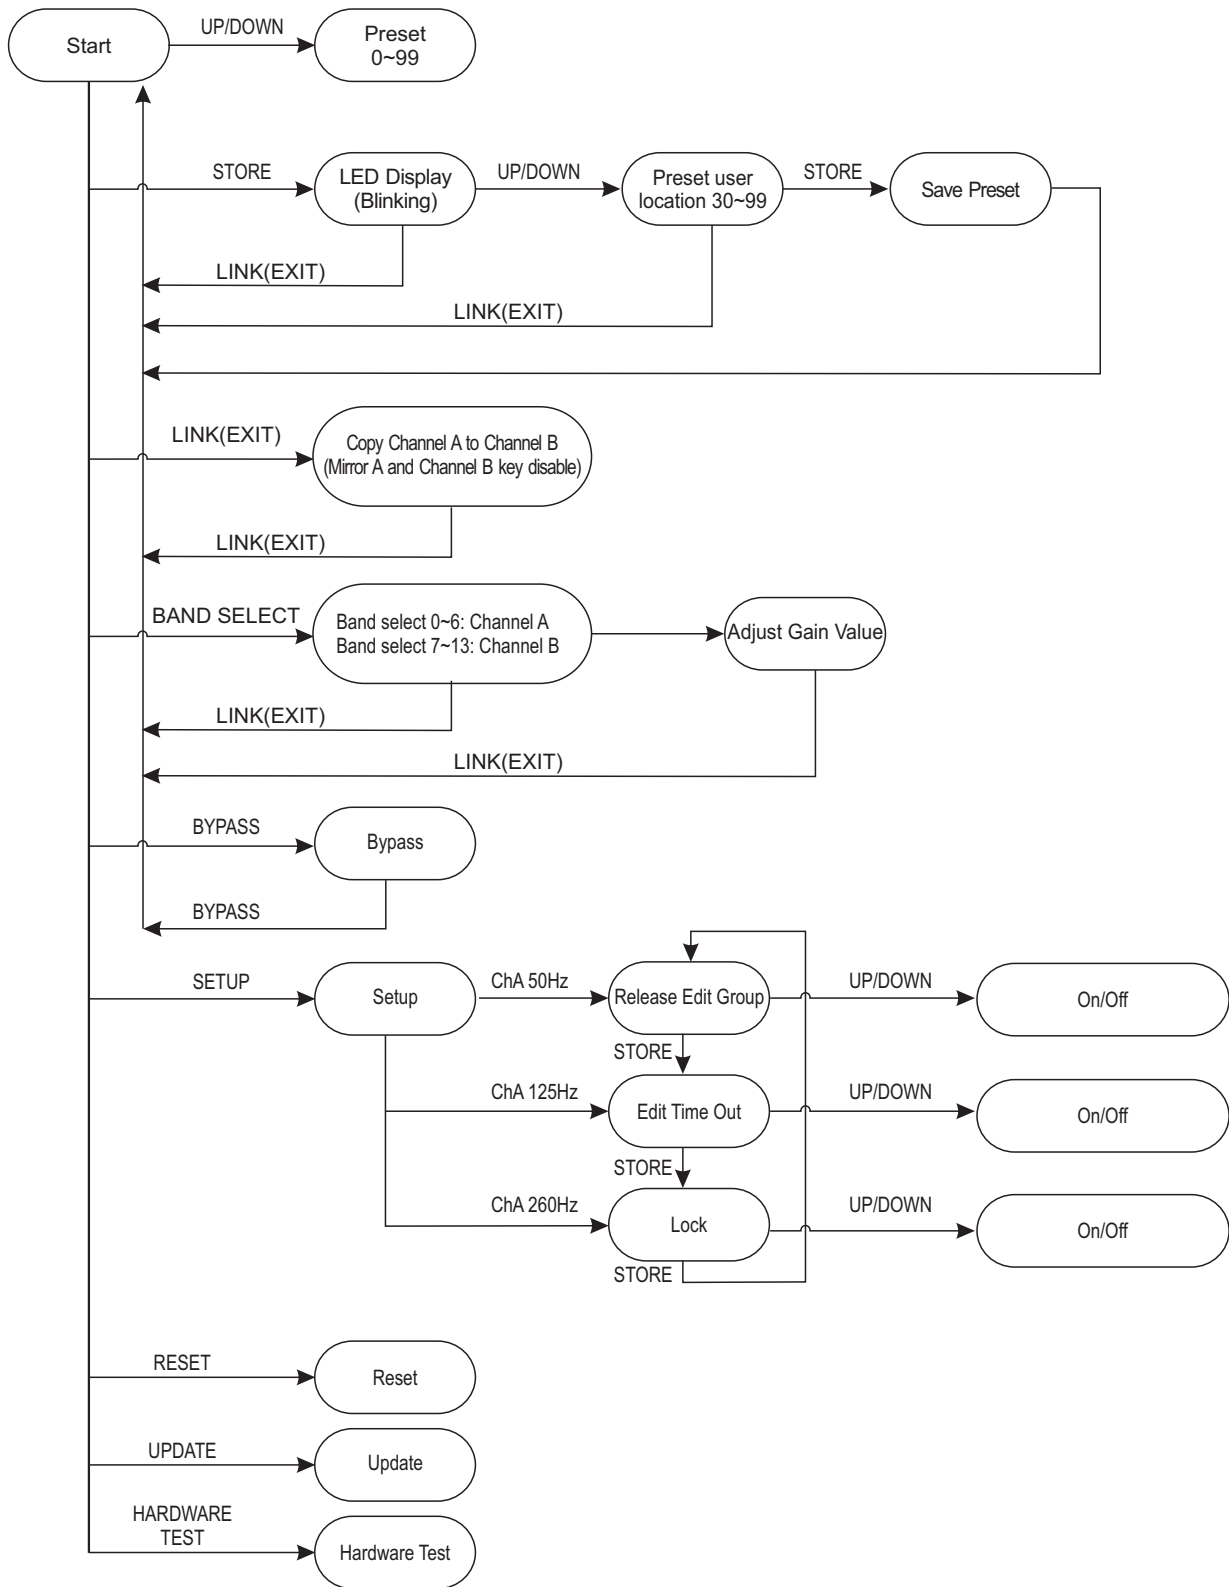 Start
UP/DOWN
Preset
0~99
STORE
LED Display
(Blinking)
UP/DOWN
Preset user
location 30~99
STORE
Save Preset
LINK(EXIT)
LINK(EXIT)
LINK(EXIT)
Copy Channel A to Channel B
(Mirror A and Channel B key disable)
LINK(EXIT)
BAND SELECT
Band select 0~6: Channel A
Band select 7~13: Channel B
Adjust Gain Value
LINK(EXIT)
LINK(EXIT)
BYPASS
Bypass
BYPASS
SETUP
Setup
ChA 50Hz
Release Edit Group
UP/DOWN
On/Off
STORE
ChA 125Hz
Edit Time Out
UP/DOWN
On/Off
STORE
ChA 260Hz
Lock
UP/DOWN
On/Off
STORE
RESET
Reset
UPDATE
Update
HARDWARE
TEST
Hardware Test